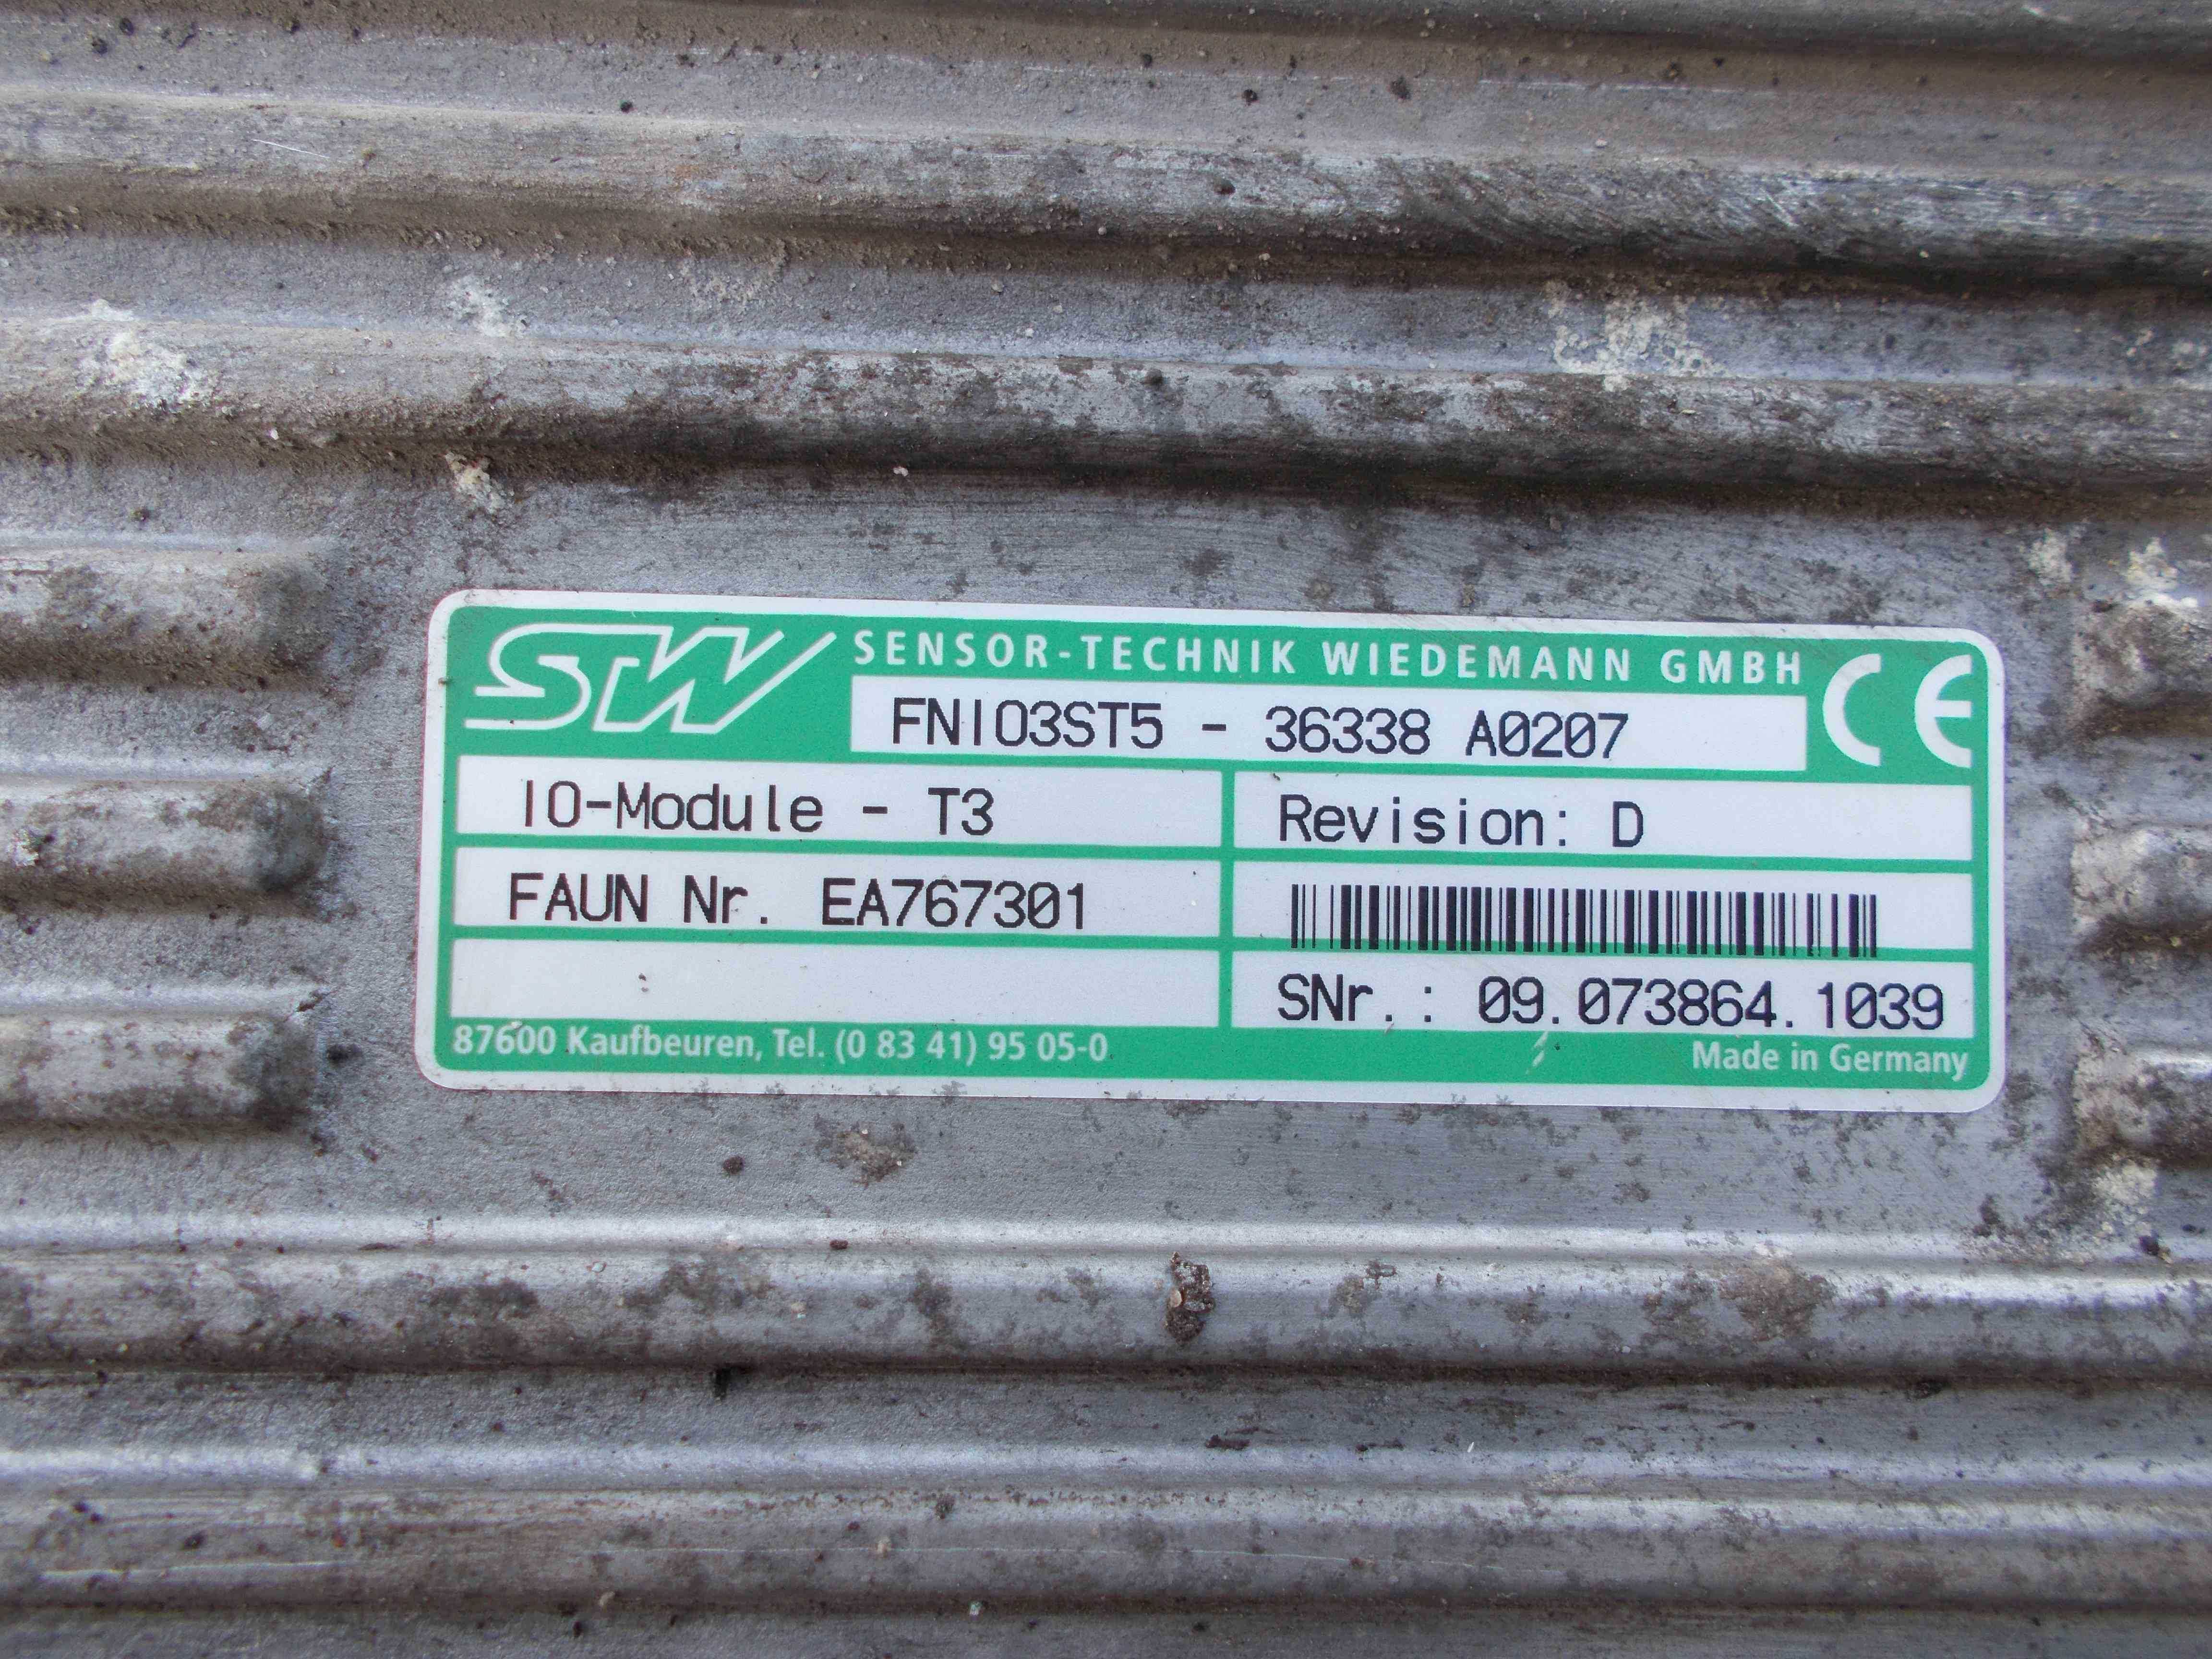 STW SENSOR-TECHNIK WIEDEMANN GMBH CE
FNIO3ST5 - 36338 A0207
IO-Module - T3
Revision: D
FAUN Nr. EA767301
SNr.: 09.073864.1039
87600 Kaufbeuren, Tel. (0 83 41) 95 05-0
Made in Germany